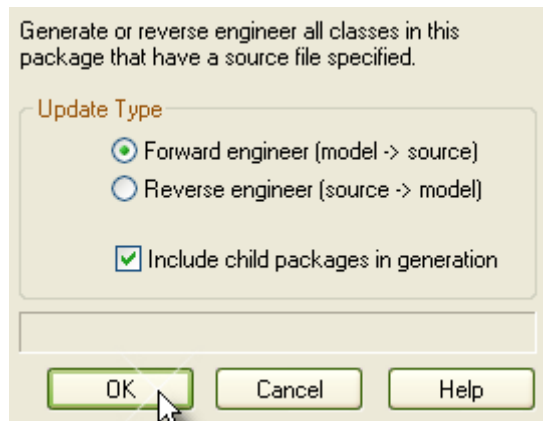 Generate or reverse engineer all classes in this
package that have a source file specified.
Update Type
Forward engineer (model -> source)
Reverse engineer (source -> model)
Include child packages in generation
OK
Cancel
Help